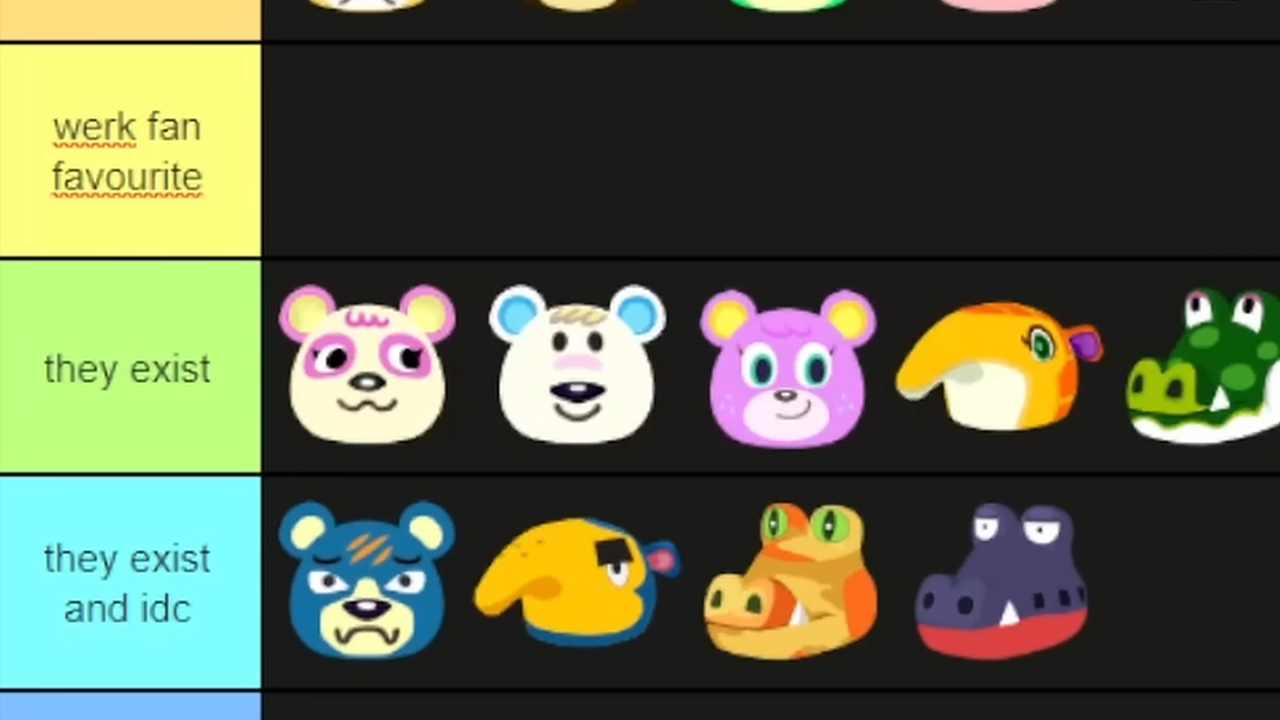 werk fan
favourite
they exist
they exist
and idc